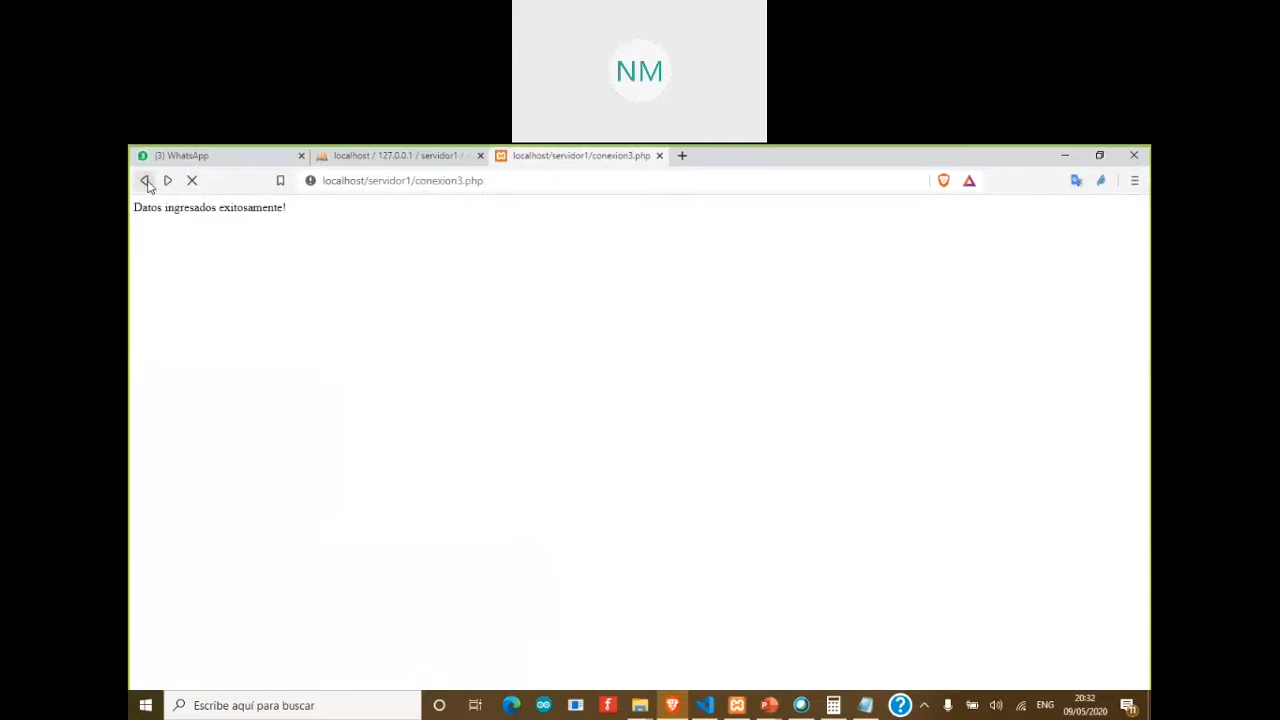 NM
(3) WhatsApp
localhost / 127.0.0.1 / servidor1 /
localhost/servidor1/conexion3.php
localhost/servidor1/conexion3.php
Datos ingresados exitosamente!
Escribe aquí para buscar
ENG
20:32
09/05/2020
11